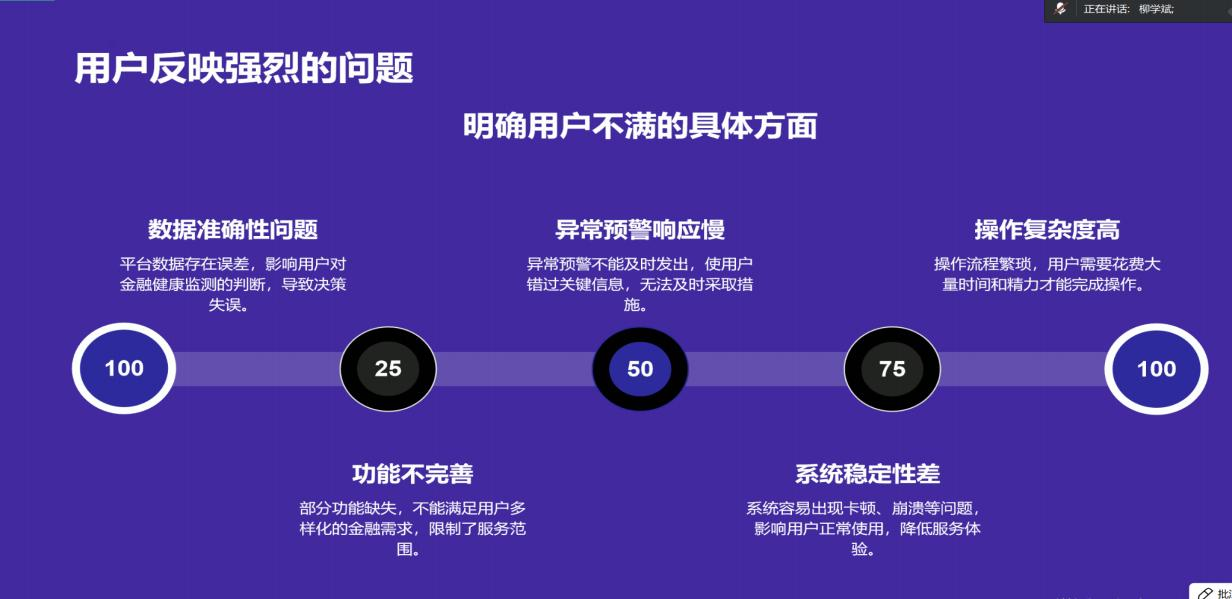 正在讲话: 柳学斌;
用户反映强烈的问题
明确用户不满的具体方面
数据准确性问题
平台数据存在误差，影响用户对
金融健康监测的判断，导致决策
失误。
异常预警响应慢
异常预警不能及时发出，使用户
错过关键信息，无法及时采取措
施。
操作复杂度高
操作流程繁琐，用户需要花费大
量时间和精力才能完成操作。
100
25
50
75
100
功能不完善
部分功能缺失，不能满足用户多
样化的金融需求，限制了服务范
围。
系统稳定性差
系统容易出现卡顿、崩溃等问题，
影响用户正常使用，降低服务体
验。
批